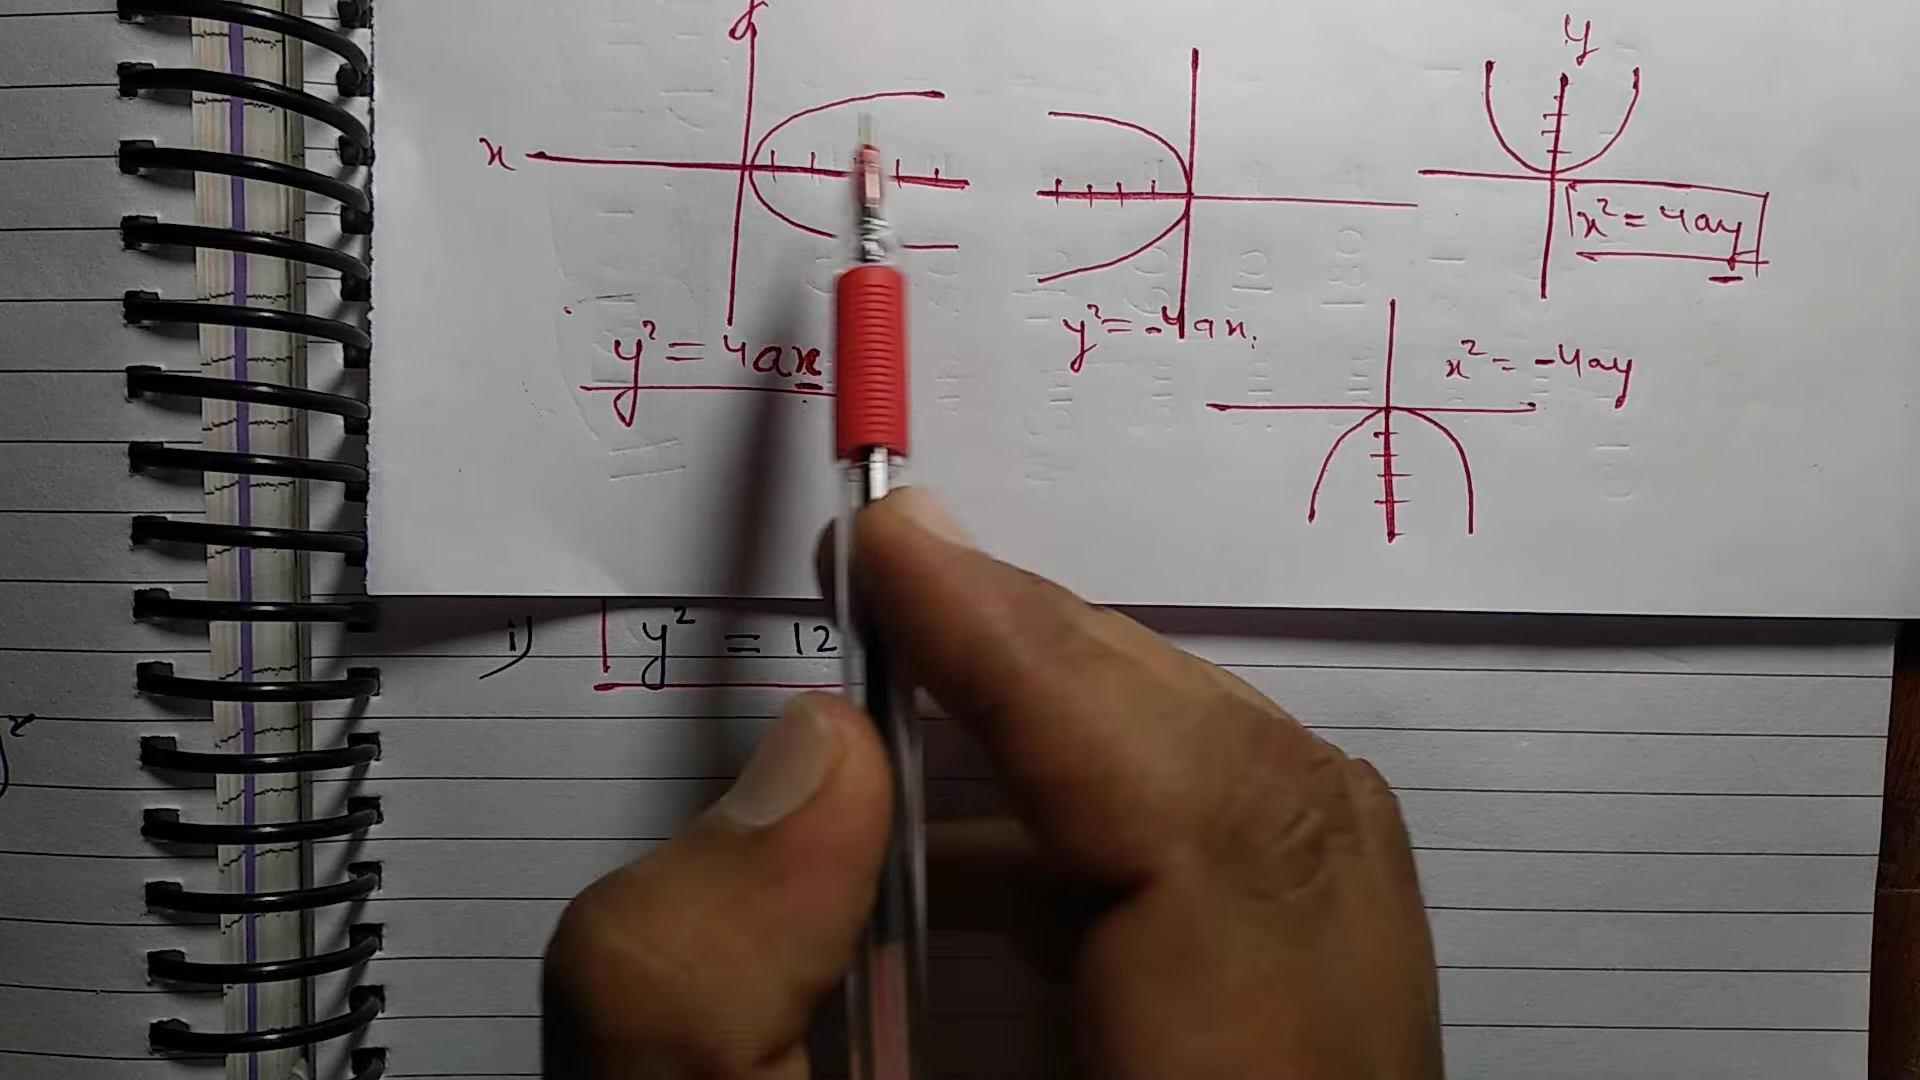 y
x
y² = 4ax
y² = -4ax.
y
x² = 4ay
x² = -4ay
i) y² = 12